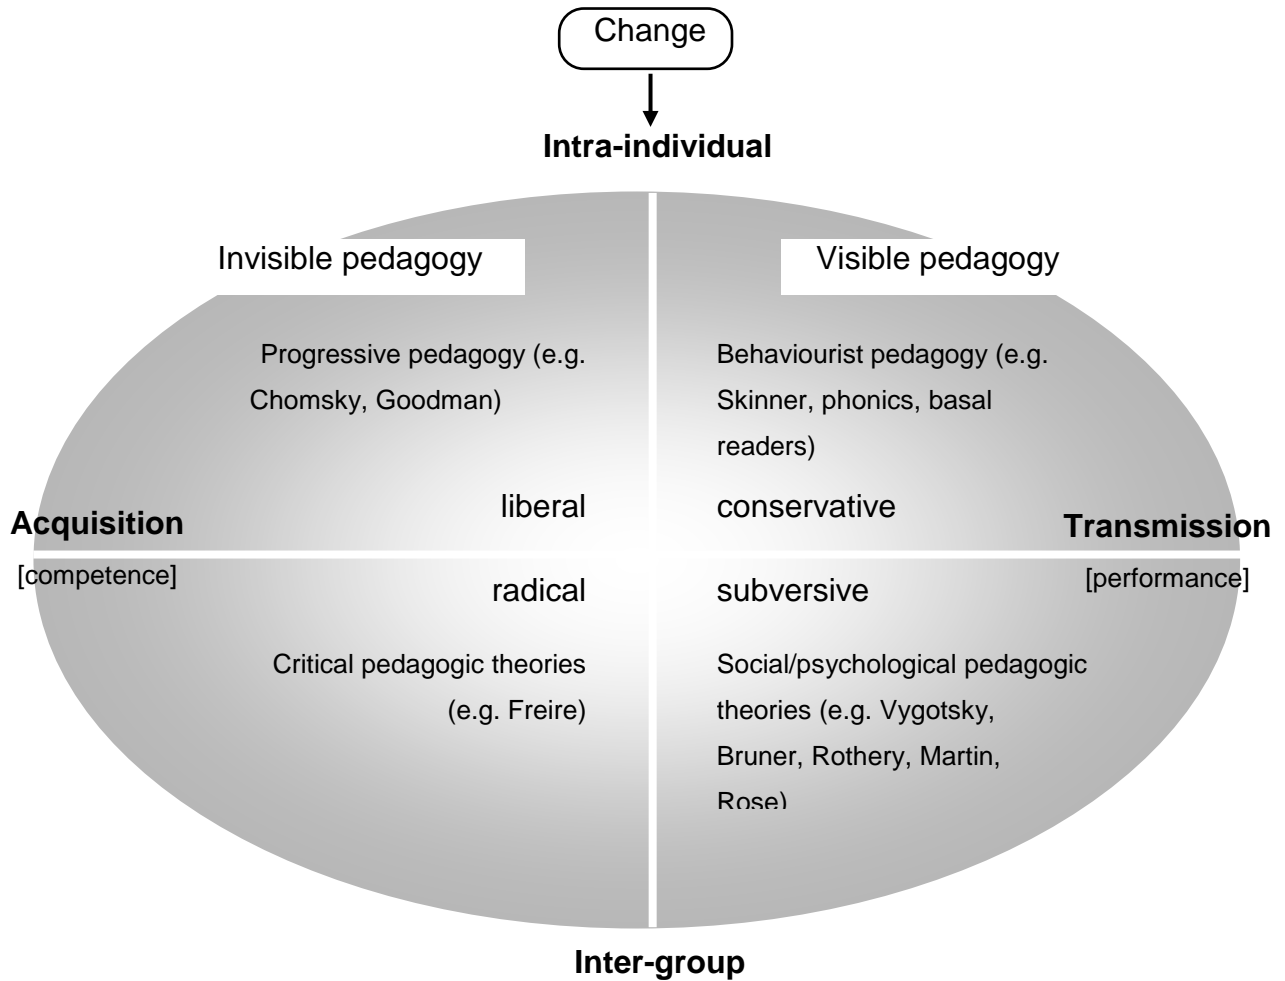 Change
Intra-individual
Invisible pedagogy
Visible pedagogy
Progressive pedagogy (e.g.
Chomsky, Goodman)
Behaviourist pedagogy (e.g.
Skinner, phonics, basal
readers)
liberal
conservative
Acquisition
[competence]
Transmission
[performance]
radical
subversive
Critical pedagogic theories
(e.g. Freire)
Social/psychological pedagogic
theories (e.g. Vygotsky,
Bruner, Rothery, Martin,
Rose)
Inter-group